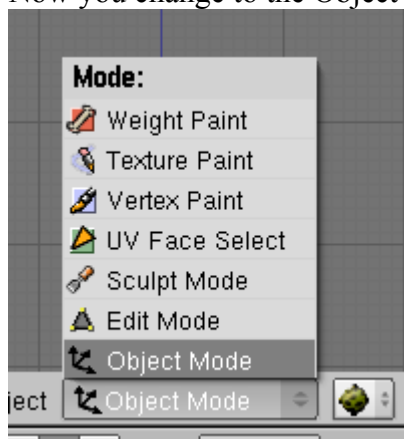 Now you change to the Object
Mode:
Weight Paint
Texture Paint
Vertex Paint
UV Face Select
Sculpt Mode
Edit Mode
Object Mode
ject Object Mode